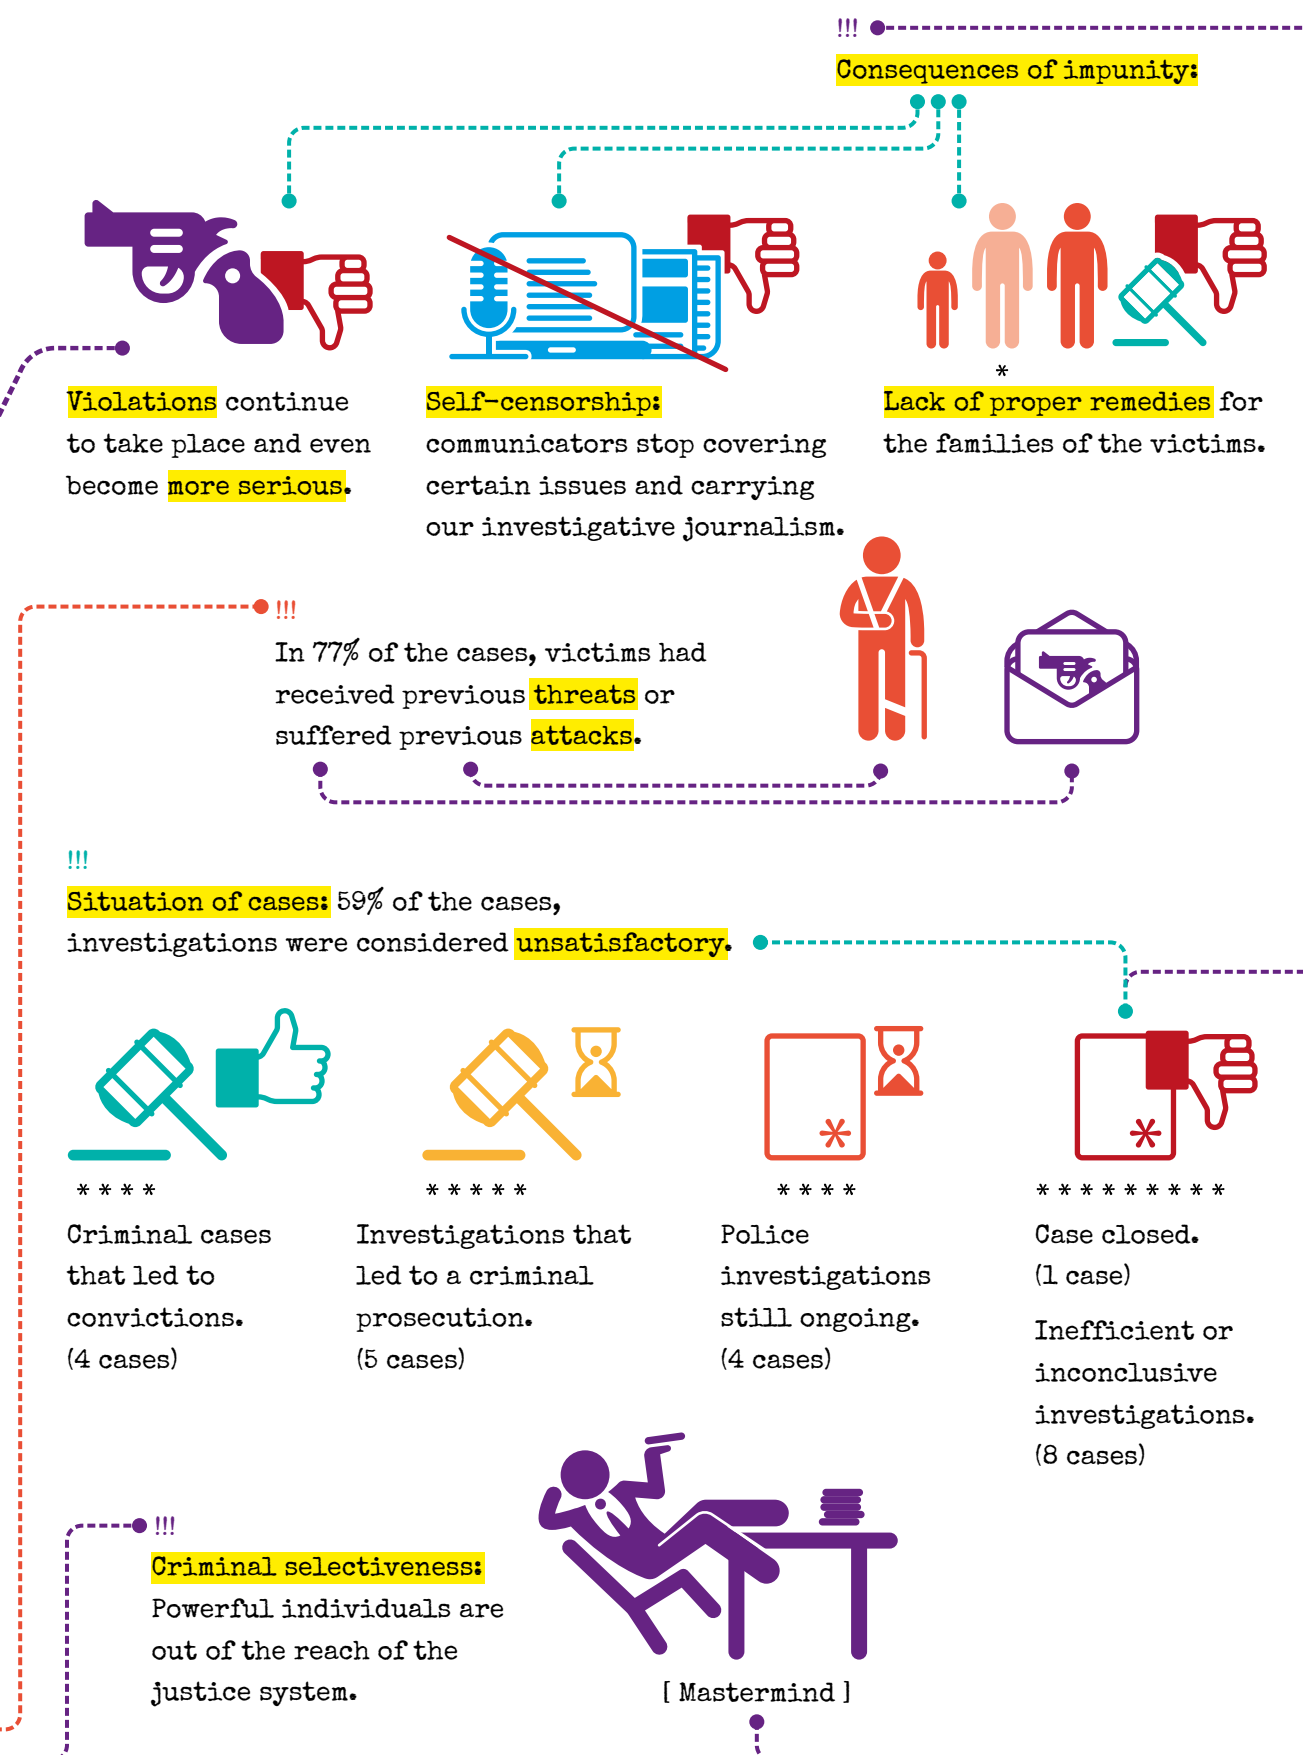 !!!
Consequences of impunity:
*
Violations continue
to take place and even
become more serious.
Self-censorship:
communicators stop covering
certain issues and carrying
our investigative journalism.
Lack of proper remedies for
the families of the victims.
!!!
In 77% of the cases, victims had
received previous threats or
suffered previous attacks.
!!!
Situation of cases: 59% of the cases,
investigations were considered unsatisfactory.
* * * *
Criminal cases
that led to
convictions.
(4 cases)
* * * * *
Investigations that
led to a criminal
prosecution.
(5 cases)
*
* * * *
Police
investigations
still ongoing.
(4 cases)
*
* * * * * * * * *
Case closed.
(1 case)
Inefficient or
inconclusive
investigations.
(8 cases)
!!!
Criminal selectiveness:
Powerful individuals are
out of the reach of the
justice system.
[ Mastermind ]